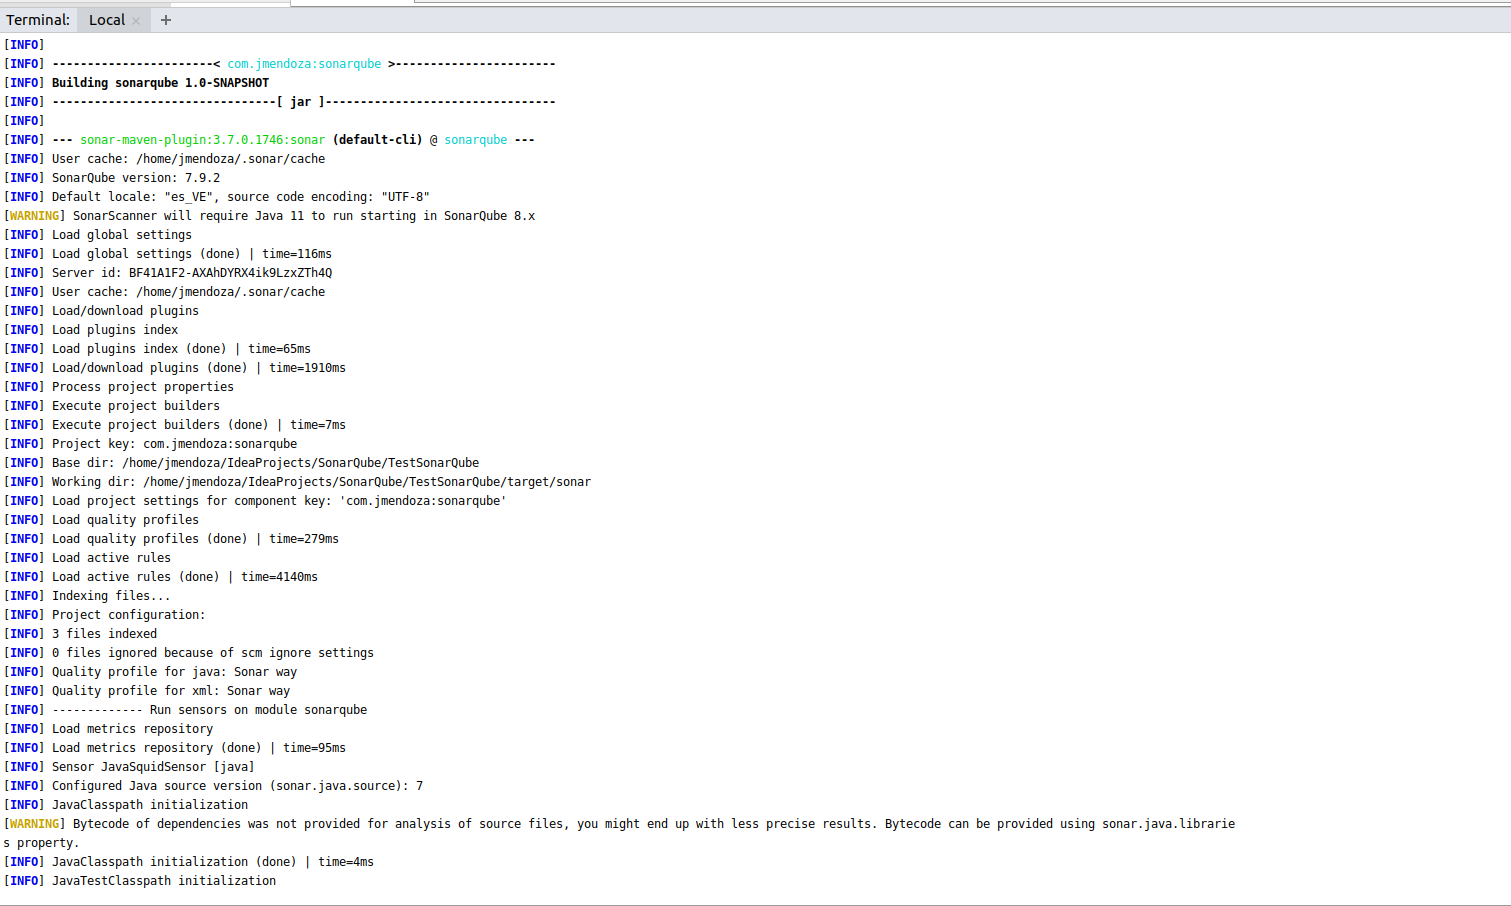 Terminal: Local × +
[INFO]
[INFO] -----------------------< com.jmendoza:sonarqube >-----------------------
[INFO] Building sonarqube 1.0-SNAPSHOT
[INFO] --------------------------------[ jar ]---------------------------------
[INFO]
[INFO] --- sonar-maven-plugin:3.7.0.1746:sonar (default-cli) @ sonarqube ---
[INFO] User cache: /home/jmendoza/.sonar/cache
[INFO] SonarQube version: 7.9.2
[INFO] Default locale: "es_VE", source code encoding: "UTF-8"
[WARNING] SonarScanner will require Java 11 to run starting in SonarQube 8.x
[INFO] Load global settings
[INFO] Load global settings (done) | time=116ms
[INFO] Server id: BF41A1F2-AXAhDYRX4ik9LzxZTh4Q
[INFO] User cache: /home/jmendoza/.sonar/cache
[INFO] Load/download plugins
[INFO] Load plugins index
[INFO] Load plugins index (done) | time=65ms
[INFO] Load/download plugins (done) | time=1910ms
[INFO] Process project properties
[INFO] Execute project builders
[INFO] Execute project builders (done) | time=7ms
[INFO] Project key: com.jmendoza:sonarqube
[INFO] Base dir: /home/jmendoza/IdeaProjects/SonarQube/TestSonarQube
[INFO] Working dir: /home/jmendoza/IdeaProjects/SonarQube/TestSonarQube/target/sonar
[INFO] Load project settings for component key: 'com.jmendoza:sonarqube'
[INFO] Load quality profiles
[INFO] Load quality profiles (done) | time=279ms
[INFO] Load active rules
[INFO] Load active rules (done) | time=4140ms
[INFO] Indexing files...
[INFO] Project configuration:
[INFO] 3 files indexed
[INFO] 0 files ignored because of scm ignore settings
[INFO] Quality profile for java: Sonar way
[INFO] Quality profile for xml: Sonar way
[INFO] ------------- Run sensors on module sonarqube
[INFO] Load metrics repository
[INFO] Load metrics repository (done) | time=95ms
[INFO] Sensor JavaSquidSensor [java]
[INFO] Configured Java source version (sonar.java.source): 7
[INFO] JavaClasspath initialization
[WARNING] Bytecode of dependencies was not provided for analysis of source files, you might end up with less precise results. Bytecode can be provided using sonar.java.librarie
s property.
[INFO] JavaClasspath initialization (done) | time=4ms
[INFO] JavaTestClasspath initialization